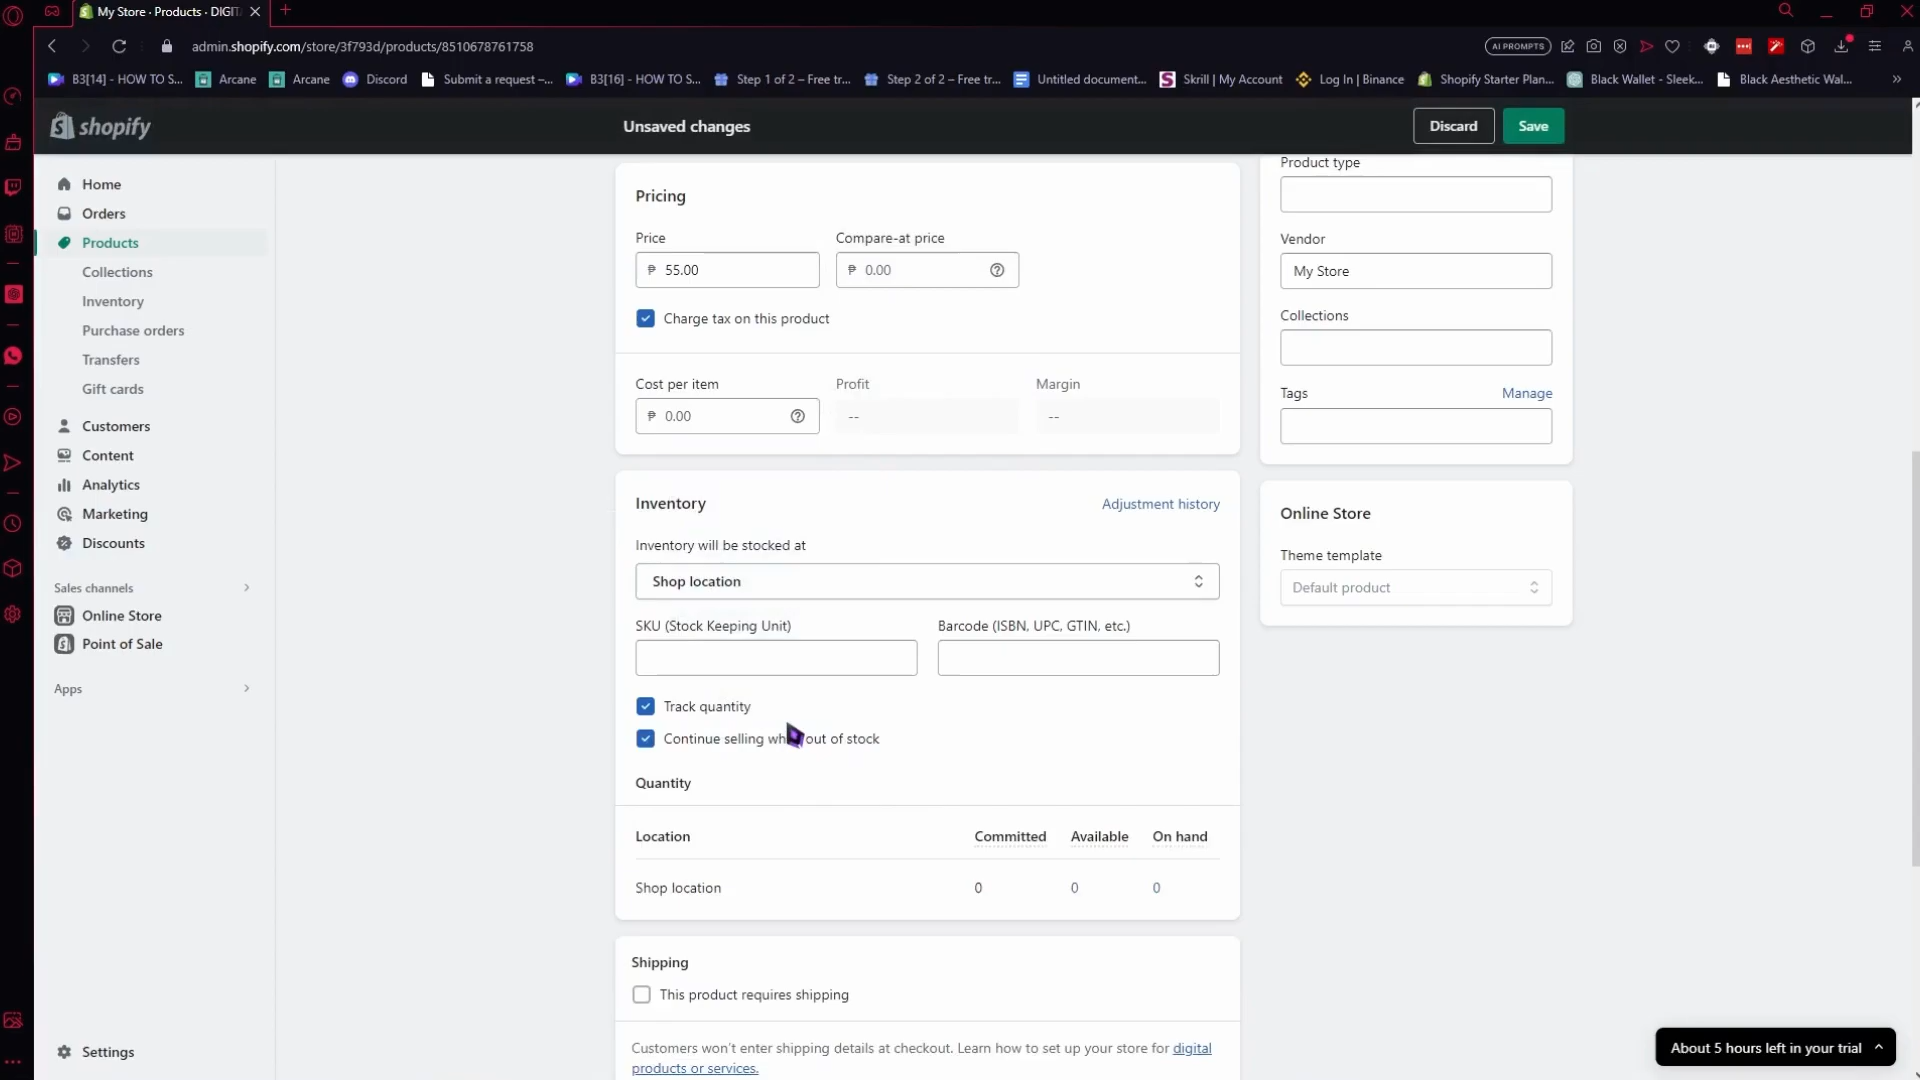 My Store · Products · DIGIT
admin.shopify.com/store/3f793d/products/8510678761758
AI PROMPTS
B3[14] - HOW TO S...
Arcane
Arcane
Discord
Submit a request –...
B3[16] - HOW TO S...
Step 1 of 2 – Free tr...
Step 2 of 2 – Free tr...
Untitled document...
Skrill | My Account
Log In | Binance
Shopify Starter Plan...
Black Wallet - Sleek...
Black Aesthetic Wal...
shopify
Unsaved changes
Discard
Save
Home
Orders
Products
Collections
Inventory
Purchase orders
Transfers
Gift cards
Customers
Content
Analytics
Marketing
Discounts
Sales channels
Online Store
Point of Sale
Apps
Settings
Pricing
Price
Compare-at price
₱ 55.00
₱ 0.00
Charge tax on this product
Cost per item
Profit
Margin
₱ 0.00
--
--
Inventory
Adjustment history
Inventory will be stocked at
Shop location
SKU (Stock Keeping Unit)
Barcode (ISBN, UPC, GTIN, etc.)
Track quantity
Continue selling wh out of stock
Quantity
Location
Committed
Available
On hand
Shop location
0
0
0
Shipping
This product requires shipping
Customers won't enter shipping details at checkout. Learn how to set up your store for digital
products or services.
Product type
Vendor
My Store
Collections
Tags
Manage
Online Store
Theme template
Default product
About 5 hours left in your trial